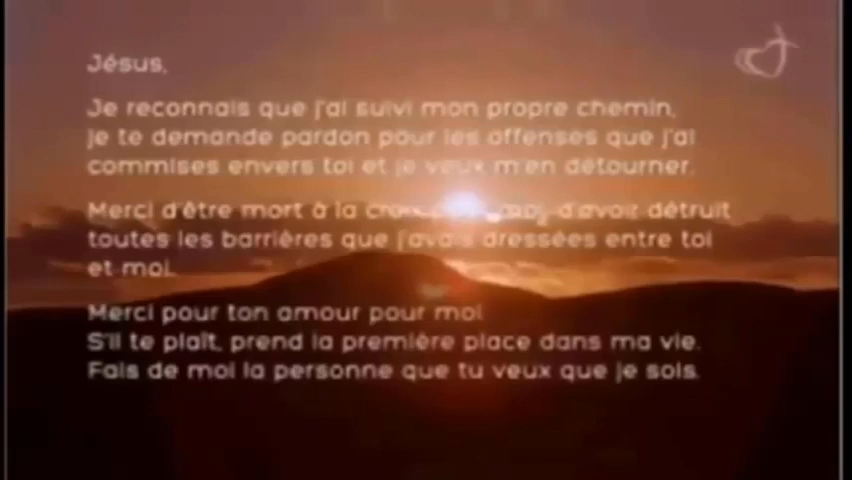 Jésus,
Je reconnais que j'ai suivi mon propre chemin,
je te demande pardon pour les offenses que j'ai
commises envers toi et je veux m'en détourner.
Merci d'être mort à la croix moi, d'avoir détruit
toutes les barrières que j'avais dressées entre toi
et moi.
Merci pour ton amour pour moi
S'il te plaît, prend la première place dans ma vie.
Fais de moi la personne que tu veux que je sois.